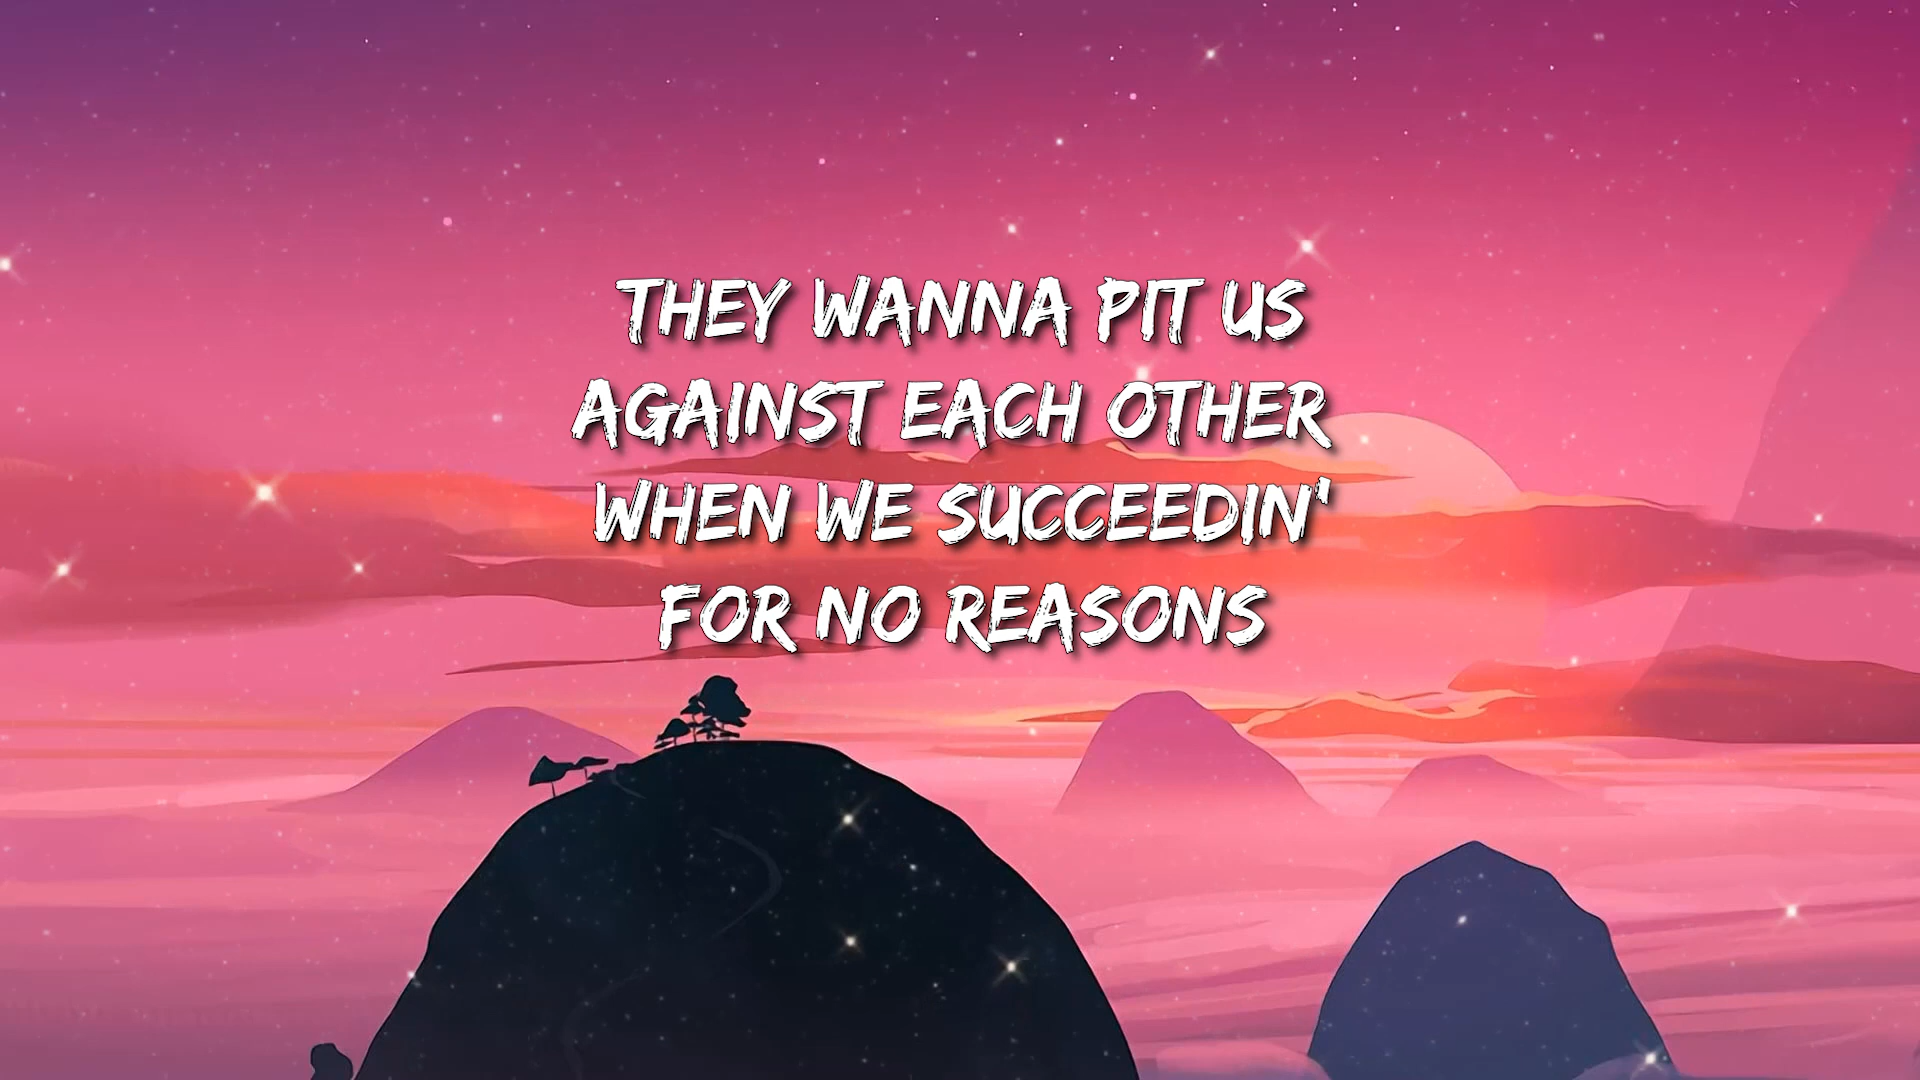 THEY WANNA PIT US
AGAINST EACH OTHER
WHEN WE SUCCEEDIN'
FOR NO REASONS